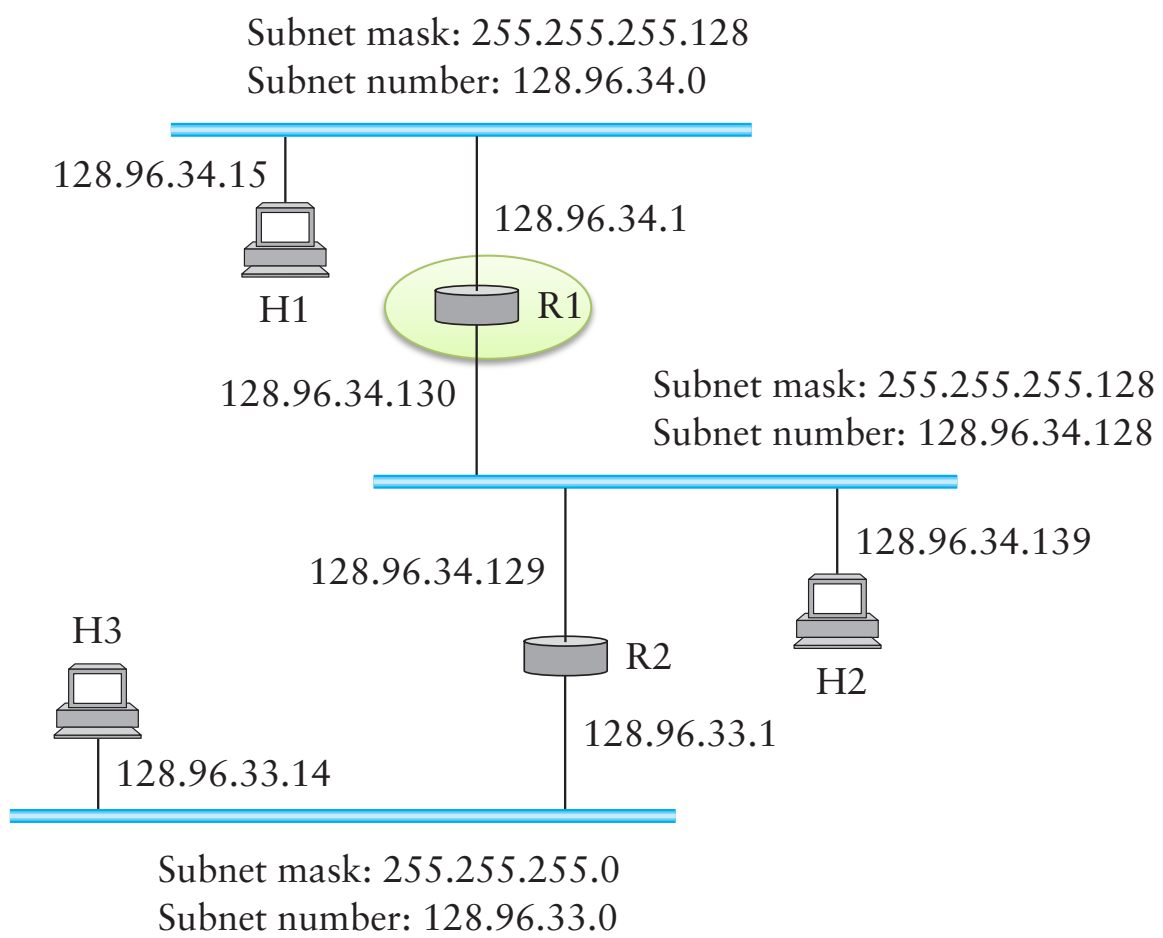 Subnet mask: 255.255.255.128
Subnet number: 128.96.34.0
128.96.34.15
128.96.34.1
H1
R1
128.96.34.130
Subnet mask: 255.255.255.128
Subnet number: 128.96.34.128
128.96.34.139
128.96.34.129
H3
R2
H2
128.96.33.1
128.96.33.14
Subnet mask: 255.255.255.0
Subnet number: 128.96.33.0